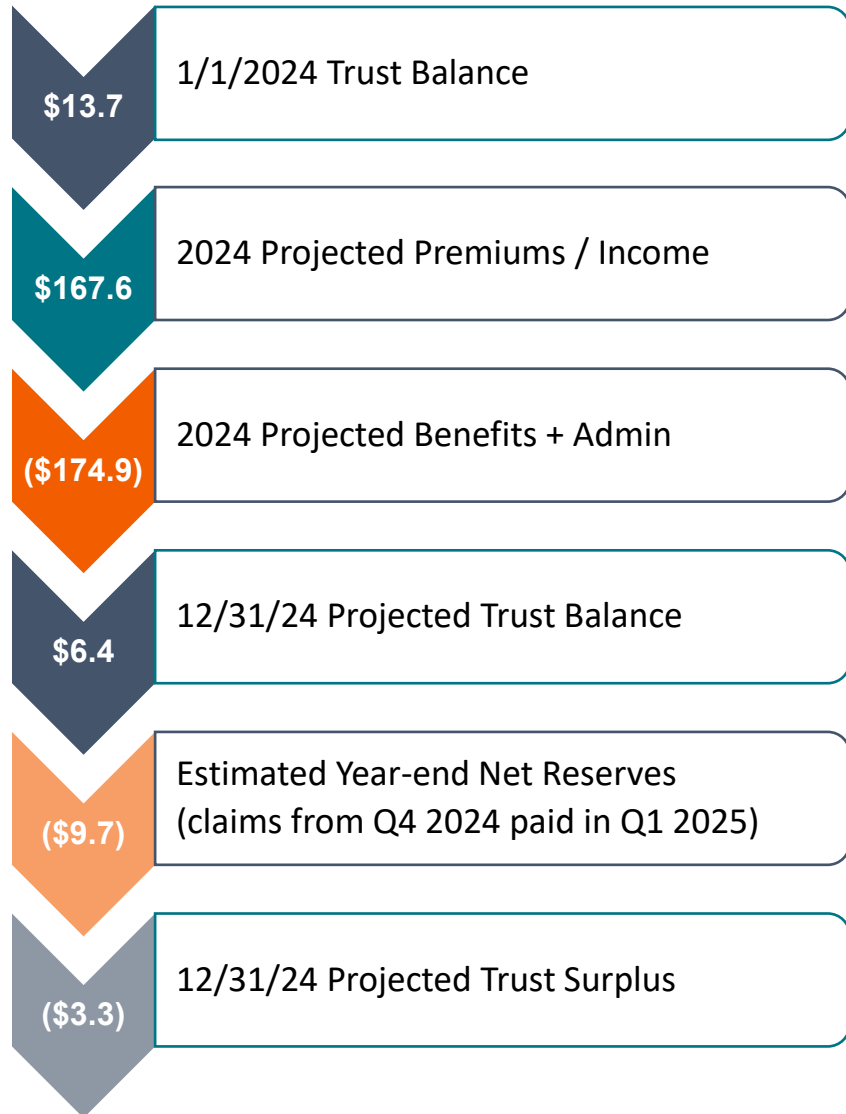 $13.7
1/1/2024 Trust Balance
$167.6
2024 Projected Premiums / Income
($174.9)
2024 Projected Benefits + Admin
$6.4
12/31/24 Projected Trust Balance
($9.7)
Estimated Year-end Net Reserves
(claims from Q4 2024 paid in Q1 2025)
($3.3)
12/31/24 Projected Trust Surplus